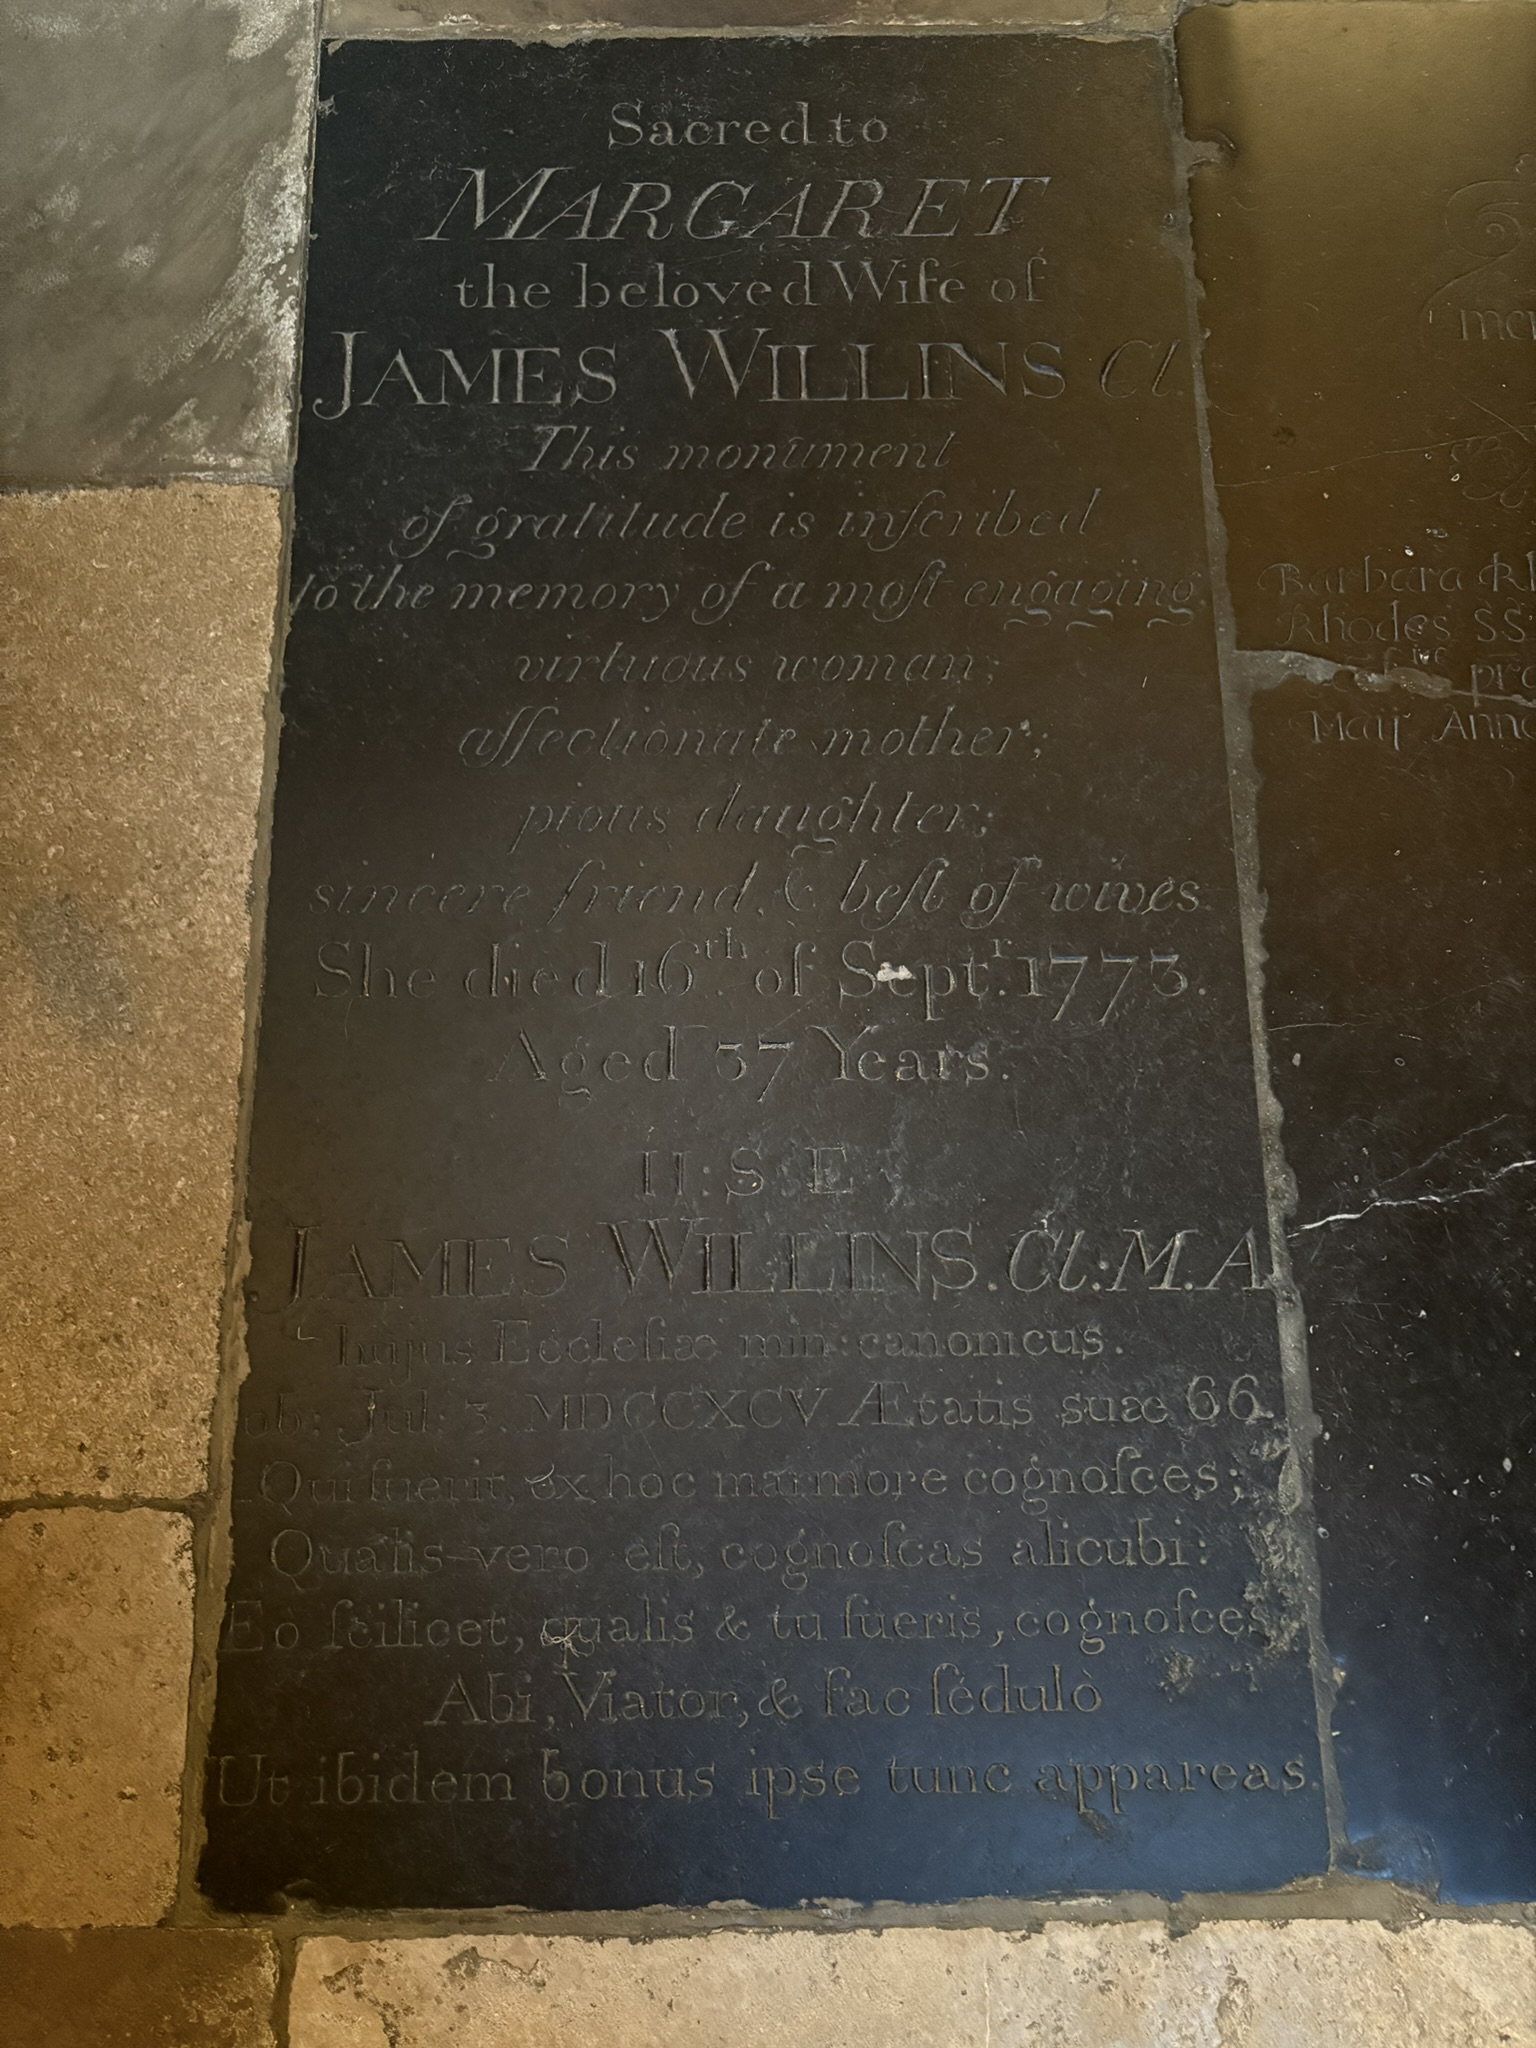 Sacred to
MARGARET
the beloved Wife of
JAMES WILLINS Cl.
This monument
of gratitude is inſcribed
to the memory of a moſt engaging
virtuous woman;
affectionate mother;
pious daughter;
sincere friend, & beſt of wives.
She died 16th. of Septr. 1773.
Aged 37 Years.
H: S E
JAMES WILLINS. Cl: M. A
hujus Eccleſiæ min: canonicus.
ob: Jul: 3. MDCCXCV Ætatis suæ 66.
Qui fuerit, ex hoc marmore cognoſces;
Qualis vero eſt, cognoſcas alicubi:
Eo ſcilicet, qualis & tu fueris, cognoſces
Abi, Viator, & fac ſédulò
Ut ibidem bonus ipse tunc appareas.
Barbara
Rhodes SS
Maij Anno